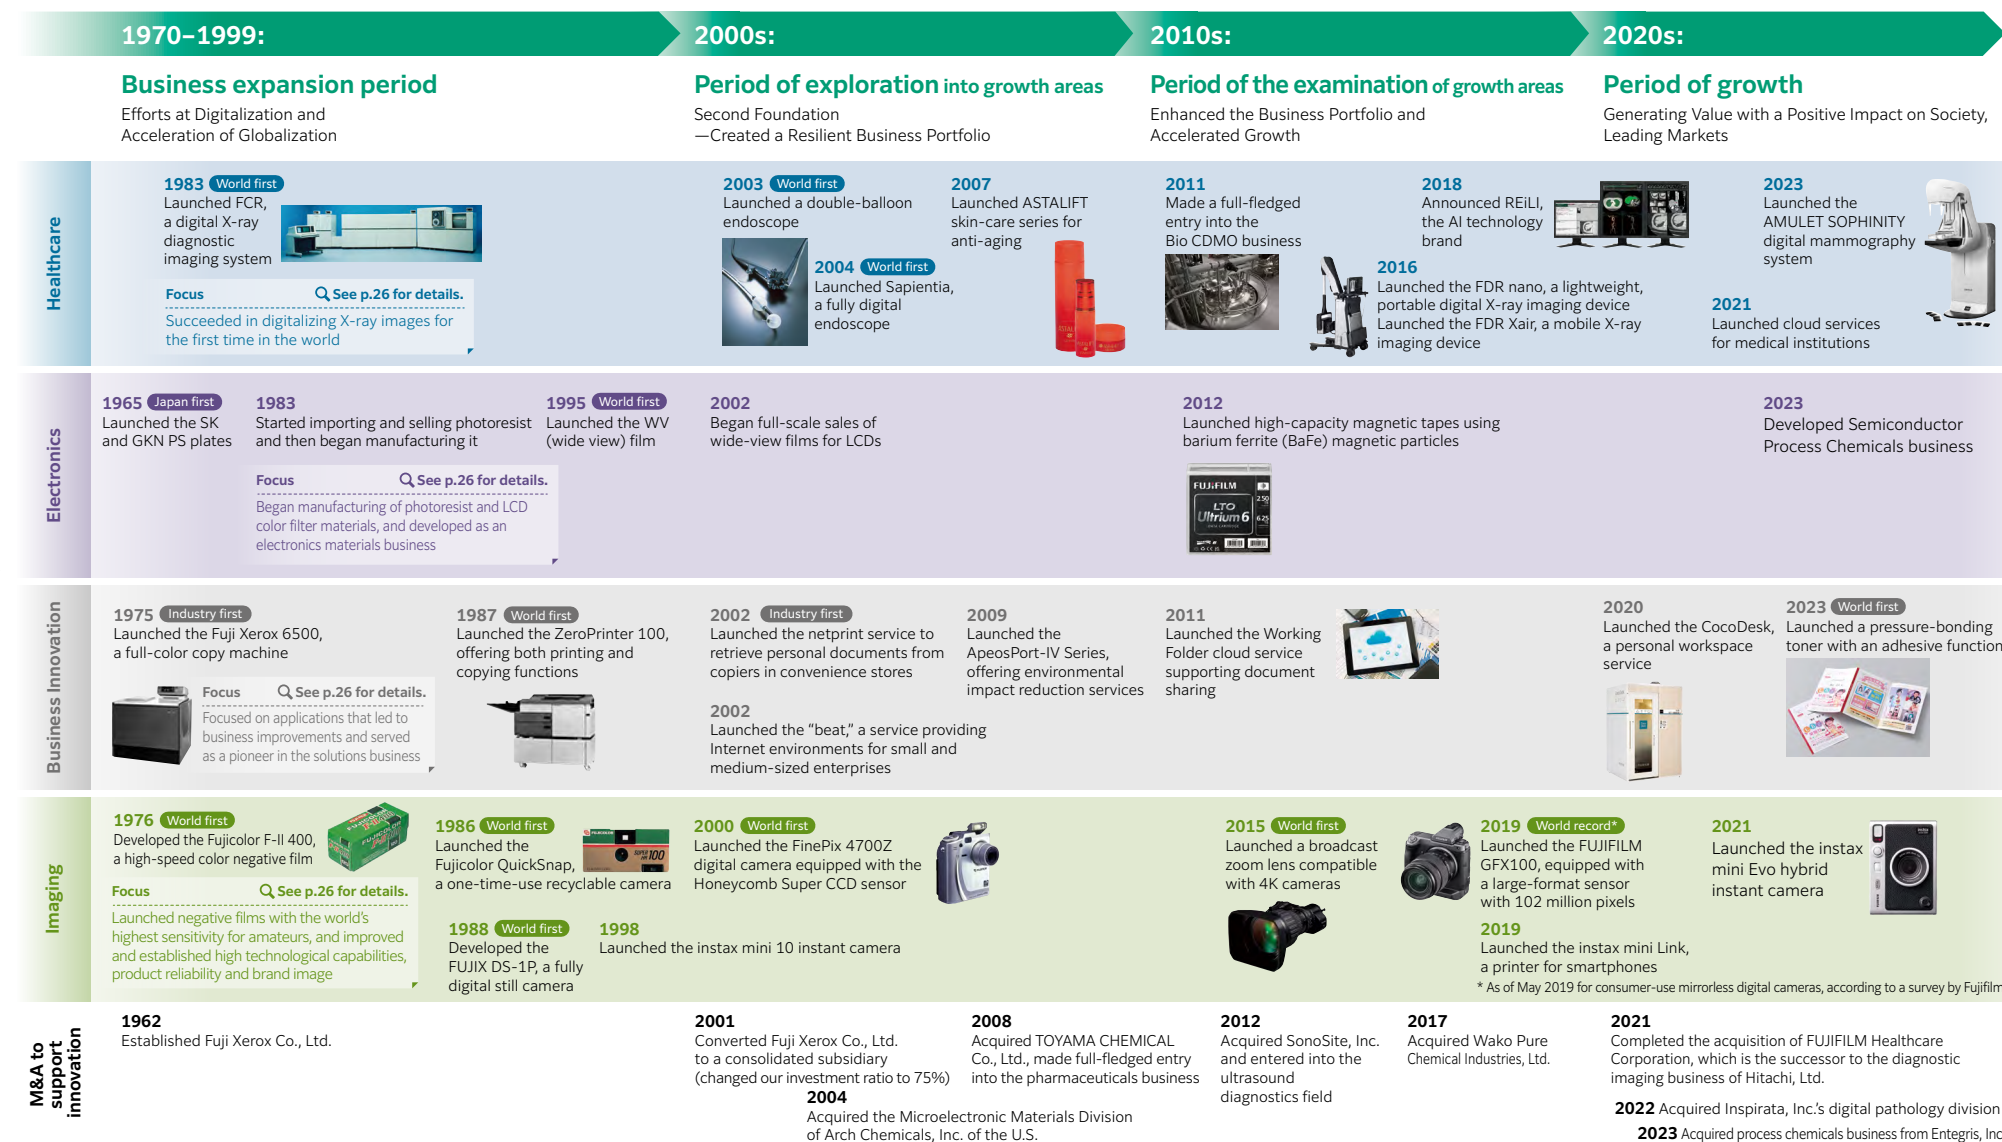 1970–1999:
2000s:
2010s:
2020s:
Business expansion period
Efforts at Digitalization and
Acceleration of Globalization
Period of exploration into growth areas
Second Foundation
—Created a Resilient Business Portfolio
Period of the examination of growth areas
Enhanced the Business Portfolio and
Accelerated Growth
Period of growth
Generating Value with a Positive Impact on Society,
Leading Markets
Healthcare
1983 World first
Launched FCR,
a digital X-ray
diagnostic
imaging system
Focus See p.26 for details.
Succeeded in digitalizing X-ray images for
the first time in the world
2003 World first
Launched a double-balloon
endoscope
2004 World first
Launched Sapientia,
a fully digital
endoscope
2007
Launched ASTALIFT
skin-care series for
anti-aging
2011
Made a full-fledged
entry into the
Bio CDMO business
2018
Announced REiLI,
the AI technology
brand
2016
Launched the FDR nano, a lightweight,
portable digital X-ray imaging device
Launched the FDR Xair, a mobile X-ray
imaging device
2023
Launched the
AMULET SOPHINITY
digital mammography
system
2021
Launched cloud services
for medical institutions
Electronics
1965 Japan first
Launched the SK
and GKN PS plates
1983
Started importing and selling photoresist
and then began manufacturing it
Focus See p.26 for details.
Began manufacturing of photoresist and LCD
color filter materials, and developed as an
electronics materials business
1995 World first
Launched the WV
(wide view) film
2002
Began full-scale sales of
wide-view films for LCDs
2012
Launched high-capacity magnetic tapes using
barium ferrite (BaFe) magnetic particles
FUJIFILM
LTO
Ultrium 6
2023
Developed Semiconductor
Process Chemicals business
Business Innovation
1975 Industry first
Launched the Fuji Xerox 6500,
a full-color copy machine
Focus See p.26 for details.
Focused on applications that led to
business improvements and served
as a pioneer in the solutions business
1987 World first
Launched the ZeroPrinter 100,
offering both printing and
copying functions
2002 Industry first
Launched the netprint service to
retrieve personal documents from
copiers in convenience stores
2002
Launched the “beat,” a service providing
Internet environments for small and
medium-sized enterprises
2009
Launched the
ApeosPort-IV Series,
offering environmental
impact reduction services
2011
Launched the Working
Folder cloud service
supporting document
sharing
2020
Launched the CocoDesk,
a personal workspace
service
2023 World first
Launched a pressure-bonding
toner with an adhesive function
Imaging
1976 World first
Developed the Fujicolor F-II 400,
a high-speed color negative film
Focus See p.26 for details.
Launched negative films with the world’s
highest sensitivity for amateurs, and improved
and established high technological capabilities,
product reliability and brand image
1986 World first
Launched the
Fujicolor QuickSnap,
a one-time-use recyclable camera
1988 World first
Developed the
FUJIX DS-1P, a fully
digital still camera
1998
Launched the instax mini 10 instant camera
2000 World first
Launched the FinePix 4700Z
digital camera equipped with the
Honeycomb Super CCD sensor
2015 World first
Launched a broadcast
zoom lens compatible
with 4K cameras
2019 World record*
Launched the FUJIFILM
GFX100, equipped with
a large-format sensor
with 102 million pixels
2019
Launched the instax mini Link,
a printer for smartphones
2021
Launched the instax
mini Evo hybrid
instant camera
* As of May 2019 for consumer-use mirrorless digital cameras, according to a survey by Fujifilm
M&A to
support
innovation
1962
Established Fuji Xerox Co., Ltd.
2001
Converted Fuji Xerox Co., Ltd.
to a consolidated subsidiary
(changed our investment ratio to 75%)
2004
Acquired the Microelectronic Materials Division
of Arch Chemicals, Inc. of the U.S.
2008
Acquired TOYAMA CHEMICAL
Co., Ltd., made full-fledged entry
into the pharmaceuticals business
2012
Acquired SonoSite, Inc.
and entered into the
ultrasound
diagnostics field
2017
Acquired Wako Pure
Chemical Industries, Ltd.
2021
Completed the acquisition of FUJIFILM Healthcare
Corporation, which is the successor to the diagnostic
imaging business of Hitachi, Ltd.
2022 Acquired Inspirata, Inc.’s digital pathology division
2023 Acquired process chemicals business from Entegris, Inc